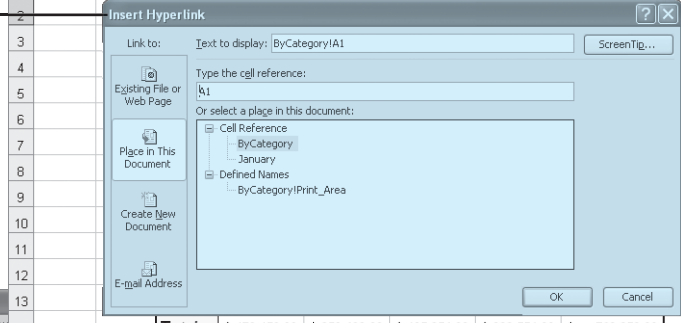 2
Insert Hyperlink
3
Link to:
Text to display: ByCategory!A1
ScreenTip...
4
Type the cell reference:
5
Existing File or
Web Page
A1
6
Or select a place in this document:
Cell Reference
7
Place in This
Document
ByCategory
January
8
Defined Names
9
ByCategory!Print_Area
10
Create New
Document
11
12
E-mail Address
13
OK
Cancel